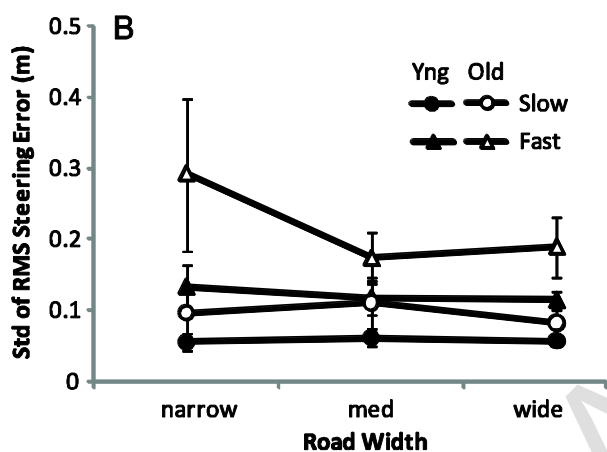 B
0.5
0.4
0.3
0.2
0.1
0
Std of RMS Steering Error (m)
Yng Old
Slow
Fast
narrow med wide
Road Width